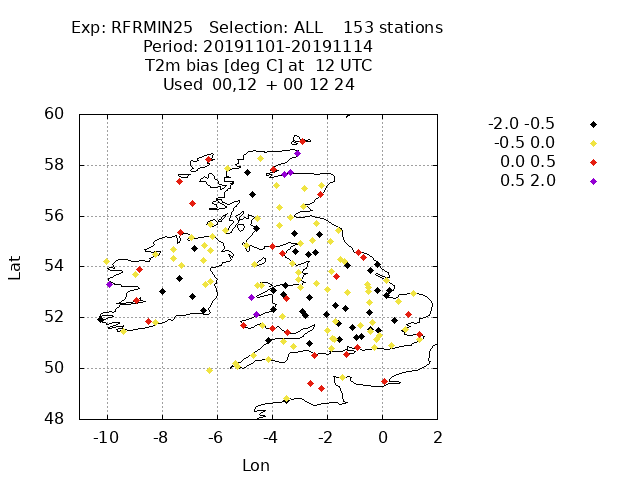 Exp: RFRMIN25 Selection: ALL 153 stations
Period: 20191101-20191114
T2m bias [deg C] at 12 UTC
Used 00,12 + 00 12 24
-2.0 -0.5
-0.5 0.0
0.0 0.5
0.5 2.0
60
58
56
54
52
50
48
Lat
-10 -8 -6 -4 -2 0 2
Lon